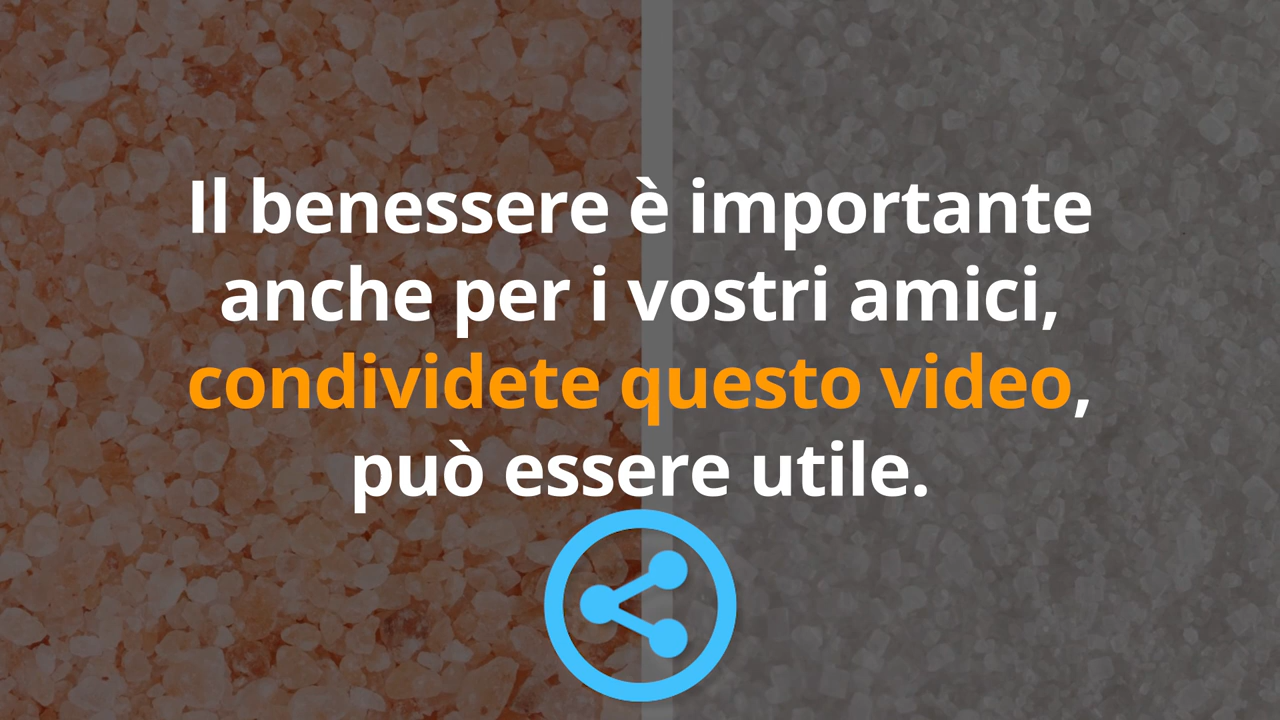 Il benessere è importante
anche per i vostri amici,
condividete questo video,
può essere utile.